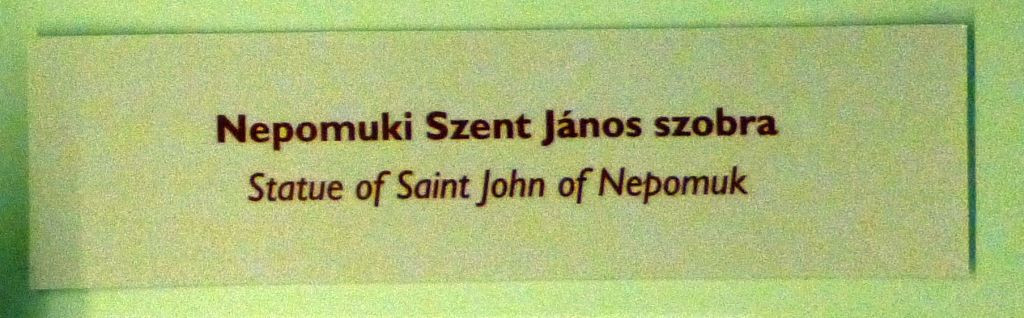 Nepomuki Szent János szobra
Statue of Saint John of Nepomuk